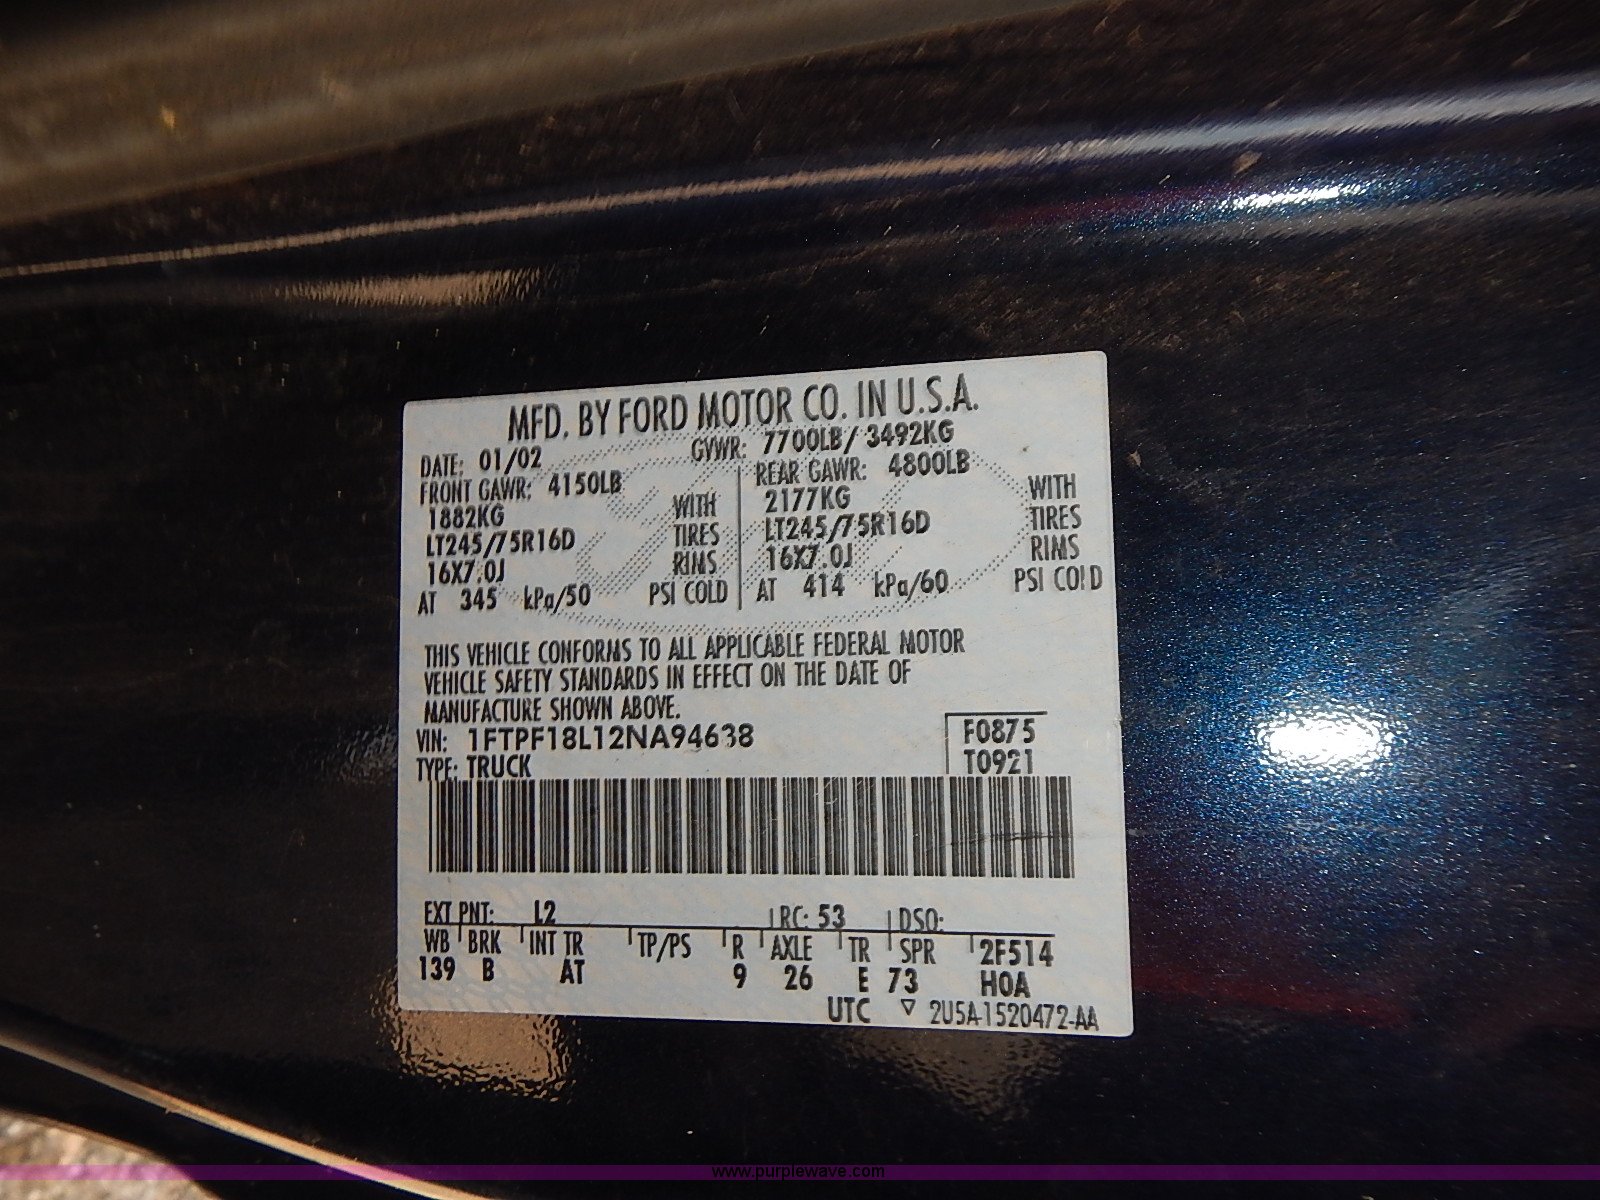 MFD. BY FORD MOTOR CO. IN U.S.A.
DATE: 01/02 GVWR: 7700LB/ 3492KG
FRONT GAWR: 4150LB REAR GAWR: 4800LB
1882KG WITH 2177KG WITH
LT245/75R16D TIRES LT245/75R16D TIRES
16X7.0J RIMS 16X7.0J RIMS
AT 345 kPa/50 PSI COLD AT 414 kPa/60 PSI COLD
THIS VEHICLE CONFORMS TO ALL APPLICABLE FEDERAL MOTOR
VEHICLE SAFETY STANDARDS IN EFFECT ON THE DATE OF
MANUFACTURE SHOWN ABOVE.
VIN: 1FTPF18L12NA94638 F0875
TYPE: TRUCK T0921
EXT PNT: L2 RC: 53 DSO:
WB BRK INT TR TP/PS R AXLE TR SPR 2F514
139 B AT 9 26 E 73 H0A
UTC ▽ 2U5A-1520472-AA
www.purplewave.com